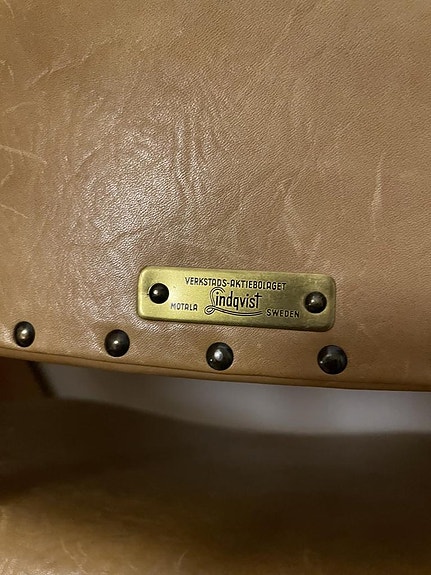 VERKSTADS-AKTIEBOLAGET
Lindqvist
MOTALA SWEDEN